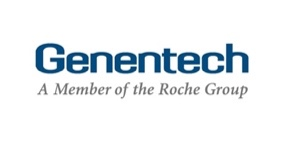 Genentech
A Member of the Roche Group